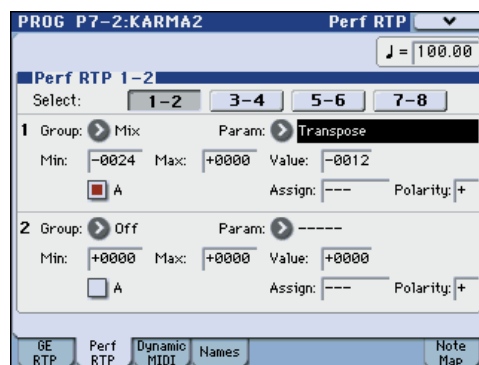 PROG P7-2:KARMA2 Perf RTP
♩= 100.00
Perf RTP 1-2
Select: 1-2 3-4 5-6 7-8
1 Group: Mix Param: Transpose
Min: -0024 Max: +0000 Value: -0012
A Assign: --- Polarity: +
2 Group: Off Param: -----
Min: +0000 Max: +0000 Value: +0000
A Assign: --- Polarity: +
GE RTP Perf RTP Dynamic MIDI Names Note Map